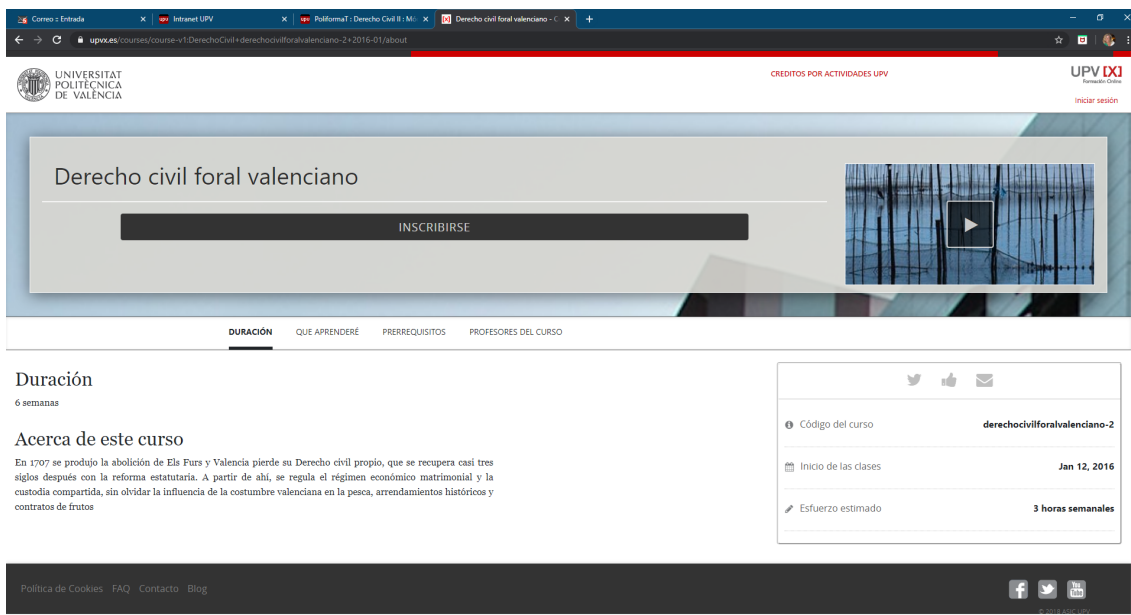 Correo :: Entrada
Intranet UPV
PoliformaT : Derecho Civil II : Mó
Derecho civil foral valenciano - C
upvx.es/courses/course-v1:DerechoCivil+derechocivilforalvalenciano-2+2016-01/about
UNIVERSITAT
POLITÈCNICA
DE VALÈNCIA
CREDITOS POR ACTIVIDADES UPV
UPV [X]
Formación Online
Iniciar sesión
Derecho civil foral valenciano
INSCRIBIRSE
DURACIÓN QUE APRENDERÉ PRERREQUISITOS PROFESORES DEL CURSO
Duración
6 semanas
Acerca de este curso
En 1707 se produjo la abolición de Els Furs y Valencia pierde su Derecho civil propio, que se recupera casi tres
siglos después con la reforma estatutaria. A partir de ahí, se regula el régimen económico matrimonial y la
custodia compartida, sin olvidar la influencia de la costumbre valenciana en la pesca, arrendamientos históricos y
contratos de frutos
Código del curso derechocivilforalvalenciano-2
Inicio de las clases Jan 12, 2016
Esfuerzo estimado 3 horas semanales
Política de Cookies FAQ Contacto Blog
You Tube
© 2018 ASIC UPV